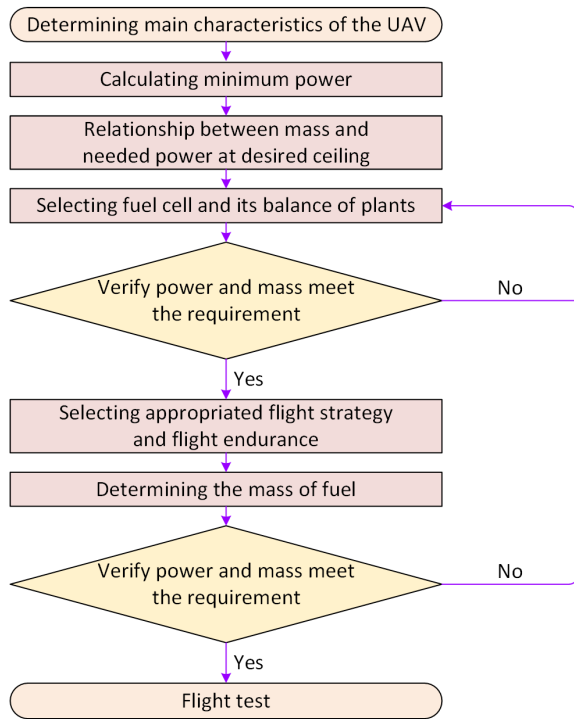 Determining main characteristics of the UAV
Calculating minimum power
Relationship between mass and
needed power at desired ceiling
Selecting fuel cell and its balance of plants
Verify power and mass meet
the requirement
No
Yes
Selecting appropriated flight strategy
and flight endurance
Determining the mass of fuel
Verify power and mass meet
the requirement
No
Yes
Flight test